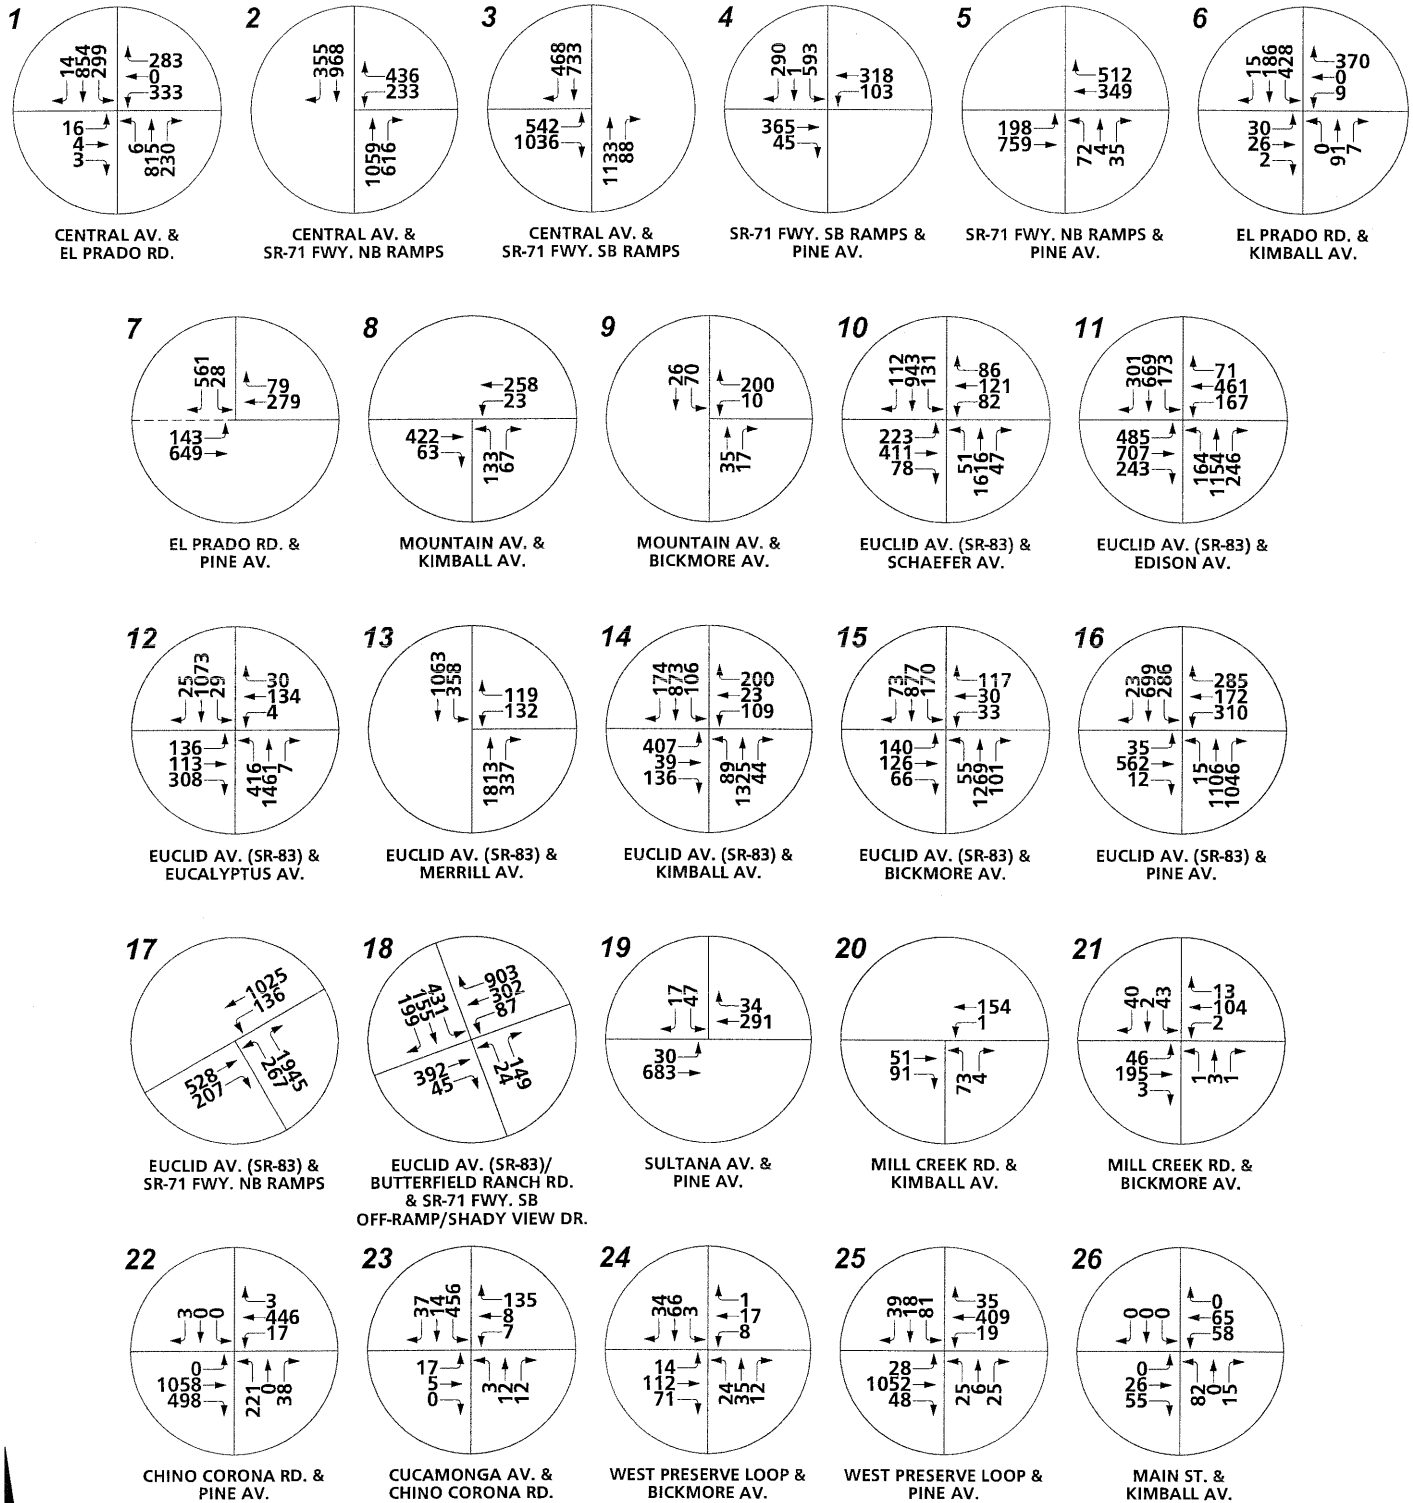 1
14 854 299
283
0
333
16
4
3
6 815 230
CENTRAL AV. &
EL PRADO RD.
2
355 968
436
233
1059 616
CENTRAL AV. &
SR-71 FWY. NB RAMPS
3
468 733
542
1036
1133 88
CENTRAL AV. &
SR-71 FWY. SB RAMPS
4
290 1 593
318
103
365
45
SR-71 FWY. SB RAMPS &
PINE AV.
5
512
349
198
759
72 4 35
SR-71 FWY. NB RAMPS &
PINE AV.
6
15 186 428
370
0
9
30
26
2
0 91 7
EL PRADO RD. &
KIMBALL AV.
7
561 28
79
279
143
649
EL PRADO RD. &
PINE AV.
8
258
23
422
63
133 67
MOUNTAIN AV. &
KIMBALL AV.
9
26 70
200
10
35 17
MOUNTAIN AV. &
BICKMORE AV.
10
112 943 131
86
121
82
223
411
78
51 1616 47
EUCLID AV. (SR-83) &
SCHAEFER AV.
11
301 669 173
71
461
167
485
707
243
164 1154 246
EUCLID AV. (SR-83) &
EDISON AV.
12
25 1073 29
30
134
4
136
113
308
416 1461 7
EUCLID AV. (SR-83) &
EUCALYPTUS AV.
13
1063 358
119
132
1813 337
EUCLID AV. (SR-83) &
MERRILL AV.
14
174 873 106
200
23
109
407
39
136
89 1325 44
EUCLID AV. (SR-83) &
KIMBALL AV.
15
73 877 170
117
30
33
140
126
66
55 1269 101
EUCLID AV. (SR-83) &
BICKMORE AV.
16
23 699 286
285
172
310
35
562
12
15 1106 1046
EUCLID AV. (SR-83) &
PINE AV.
17
1025
136
528
207
267 1945
EUCLID AV. (SR-83) &
SR-71 FWY. NB RAMPS
18
199 155 431
903
302
87
392
45
24 149
EUCLID AV. (SR-83)/
BUTTERFIELD RANCH RD.
& SR-71 FWY. SB
OFF-RAMP/SHADY VIEW DR.
19
17 47
34
291
30
683
SULTANA AV. &
PINE AV.
20
154
1
51
91
73 4
MILL CREEK RD. &
KIMBALL AV.
21
40 2 43
13
104
2
46
195
3
1 3 1
MILL CREEK RD. &
BICKMORE AV.
22
3 0 0
3
446
17
0
1058
498
221 0 38
CHINO CORONA RD. &
PINE AV.
23
37 14 456
135
8
7
17
5
0
3 12 12
CUCAMONGA AV. &
CHINO CORONA RD.
24
34 66 3
1
17
8
14
112
71
24 35 12
WEST PRESERVE LOOP &
BICKMORE AV.
25
39 18 81
35
409
19
28
1052
48
25 6 25
WEST PRESERVE LOOP &
PINE AV.
26
0 0 0
0
65
58
0
26
55
82 0 15
MAIN ST. &
KIMBALL AV.